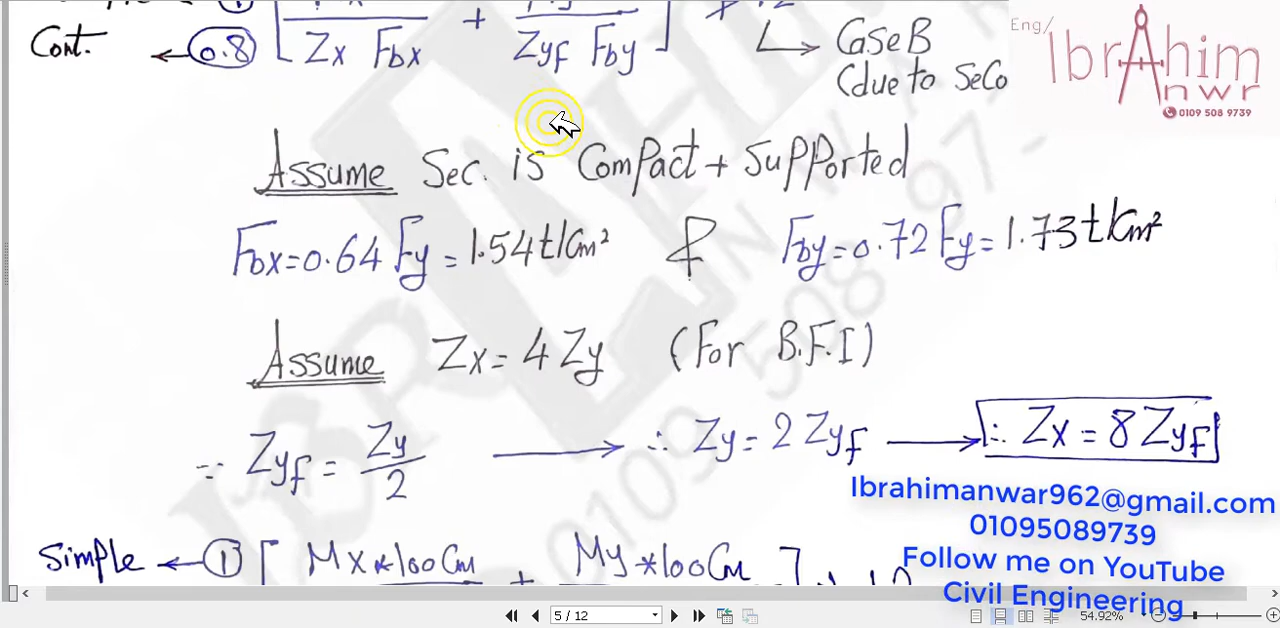 Cont. ← 0.8 [ Zx Fbx + Zyf Fby ]
Case B
(due to Seco
Eng/
IbrAhim
Anwr
0109 508 9739
Assume Sec. is Compact + Supported
Fbx = 0.64 Fy = 1.54 t/cm² & Fby = 0.72 Fy = 1.73 t/cm²
Assume Zx = 4 Zy (For B.F.I)
∵ Zyf = Zy / 2 → ∴ Zy = 2 Zyf → ∴ Zx = 8 Zyf
Ibrahimanwar962@gmail.com
01095089739
Follow me on YouTube
Civil Engineering
Simple ← 1 [ Mx*100Cm + My*100Cm ]
5 / 12
54.92%